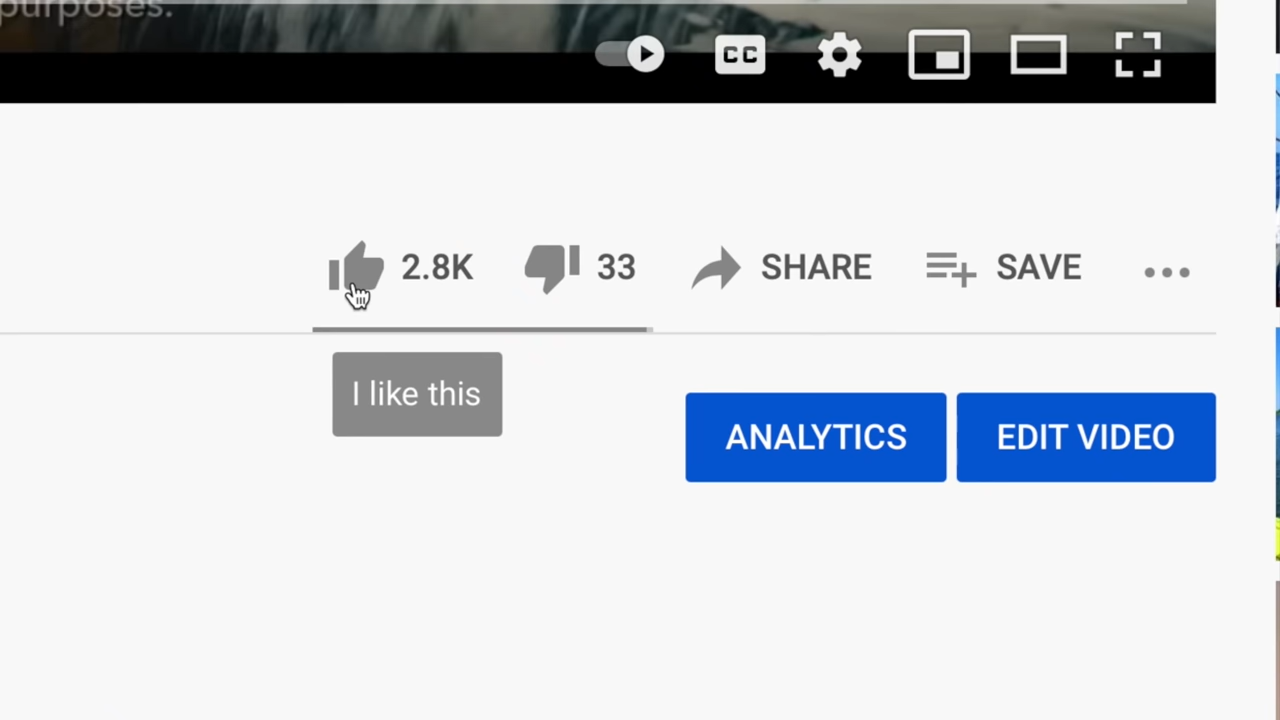 purposes.
CC
2.8K 33 SHARE SAVE
I like this
ANALYTICS EDIT VIDEO